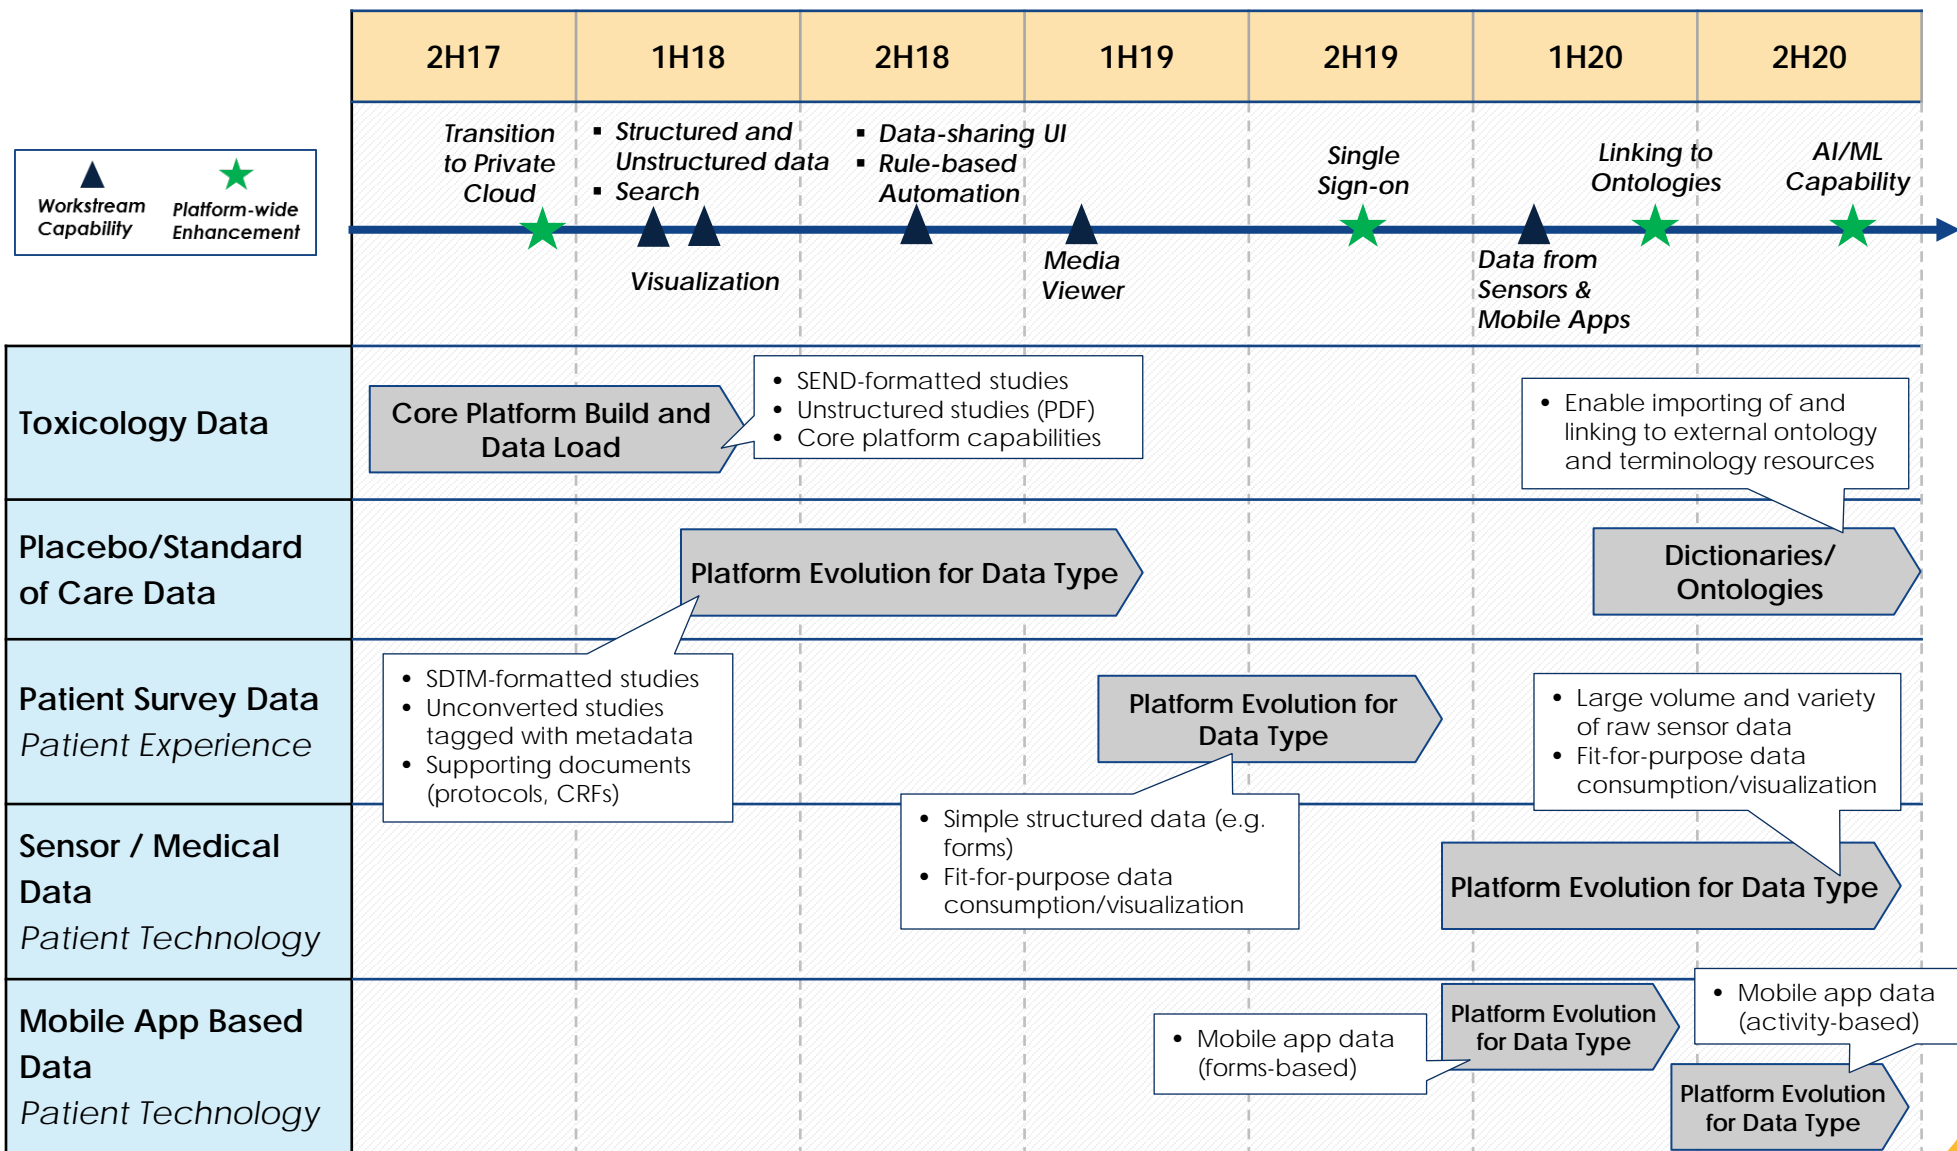 2H17
1H18
2H18
1H19
2H19
1H20
2H20
Workstream
Capability
Platform-wide
Enhancement
Transition
to Private
Cloud
▪ Structured and
Unstructured data
▪ Search
▪ Data-sharing UI
▪ Rule-based
Automation
Single
Sign-on
Linking to
Ontologies
AI/ML
Capability
Visualization
Media
Viewer
Data from
Sensors &
Mobile Apps
Toxicology Data
Core Platform Build and
Data Load
• SEND-formatted studies
• Unstructured studies (PDF)
• Core platform capabilities
• Enable importing of and
linking to external ontology
and terminology resources
Placebo/Standard
of Care Data
Platform Evolution for Data Type
Dictionaries/
Ontologies
• SDTM-formatted studies
• Unconverted studies
tagged with metadata
• Supporting documents
(protocols, CRFs)
Patient Survey Data
Patient Experience
Platform Evolution for
Data Type
• Simple structured data (e.g.
forms)
• Fit-for-purpose data
consumption/visualization
• Large volume and variety
of raw sensor data
• Fit-for-purpose data
consumption/visualization
Sensor / Medical
Data
Patient Technology
Platform Evolution for Data Type
Mobile App Based
Data
Patient Technology
• Mobile app data
(forms-based)
Platform Evolution
for Data Type
• Mobile app data
(activity-based)
Platform Evolution
for Data Type